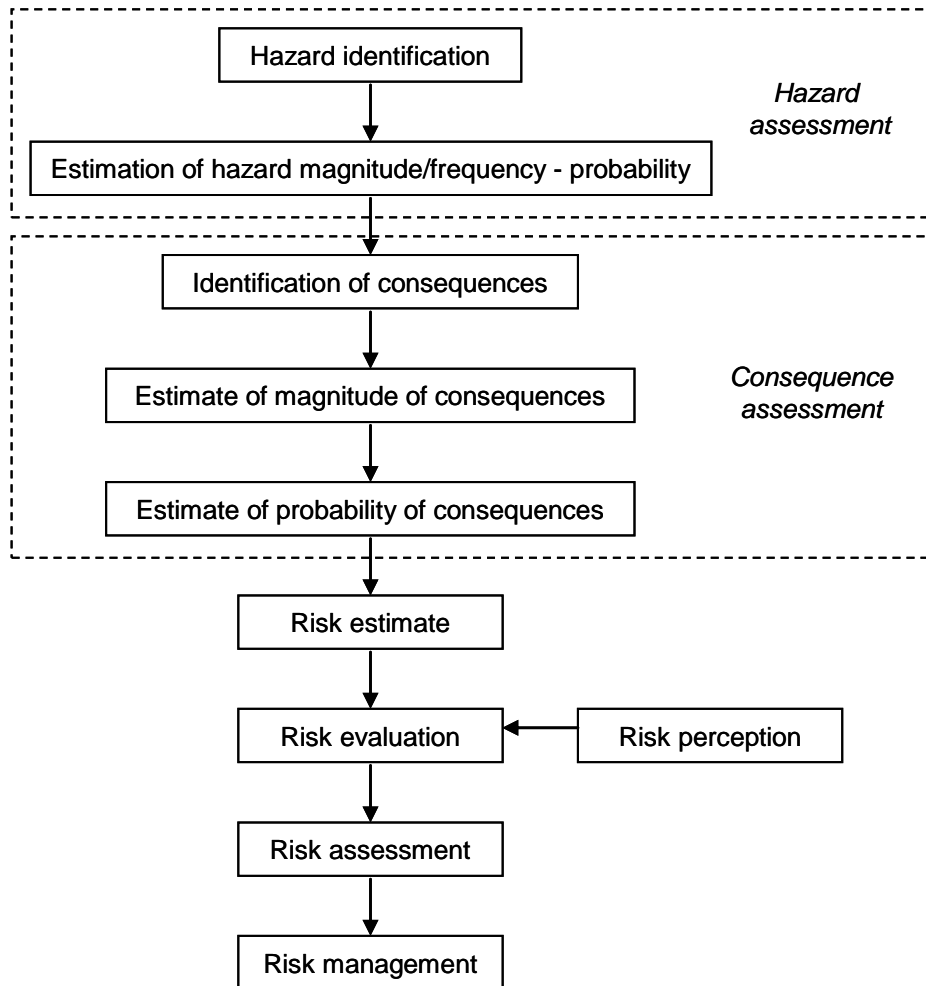 Hazard identification
Hazard
assessment
Estimation of hazard magnitude/frequency - probability
Identification of consequences
Estimate of magnitude of consequences
Consequence
assessment
Estimate of probability of consequences
Risk estimate
Risk evaluation
Risk perception
Risk assessment
Risk management